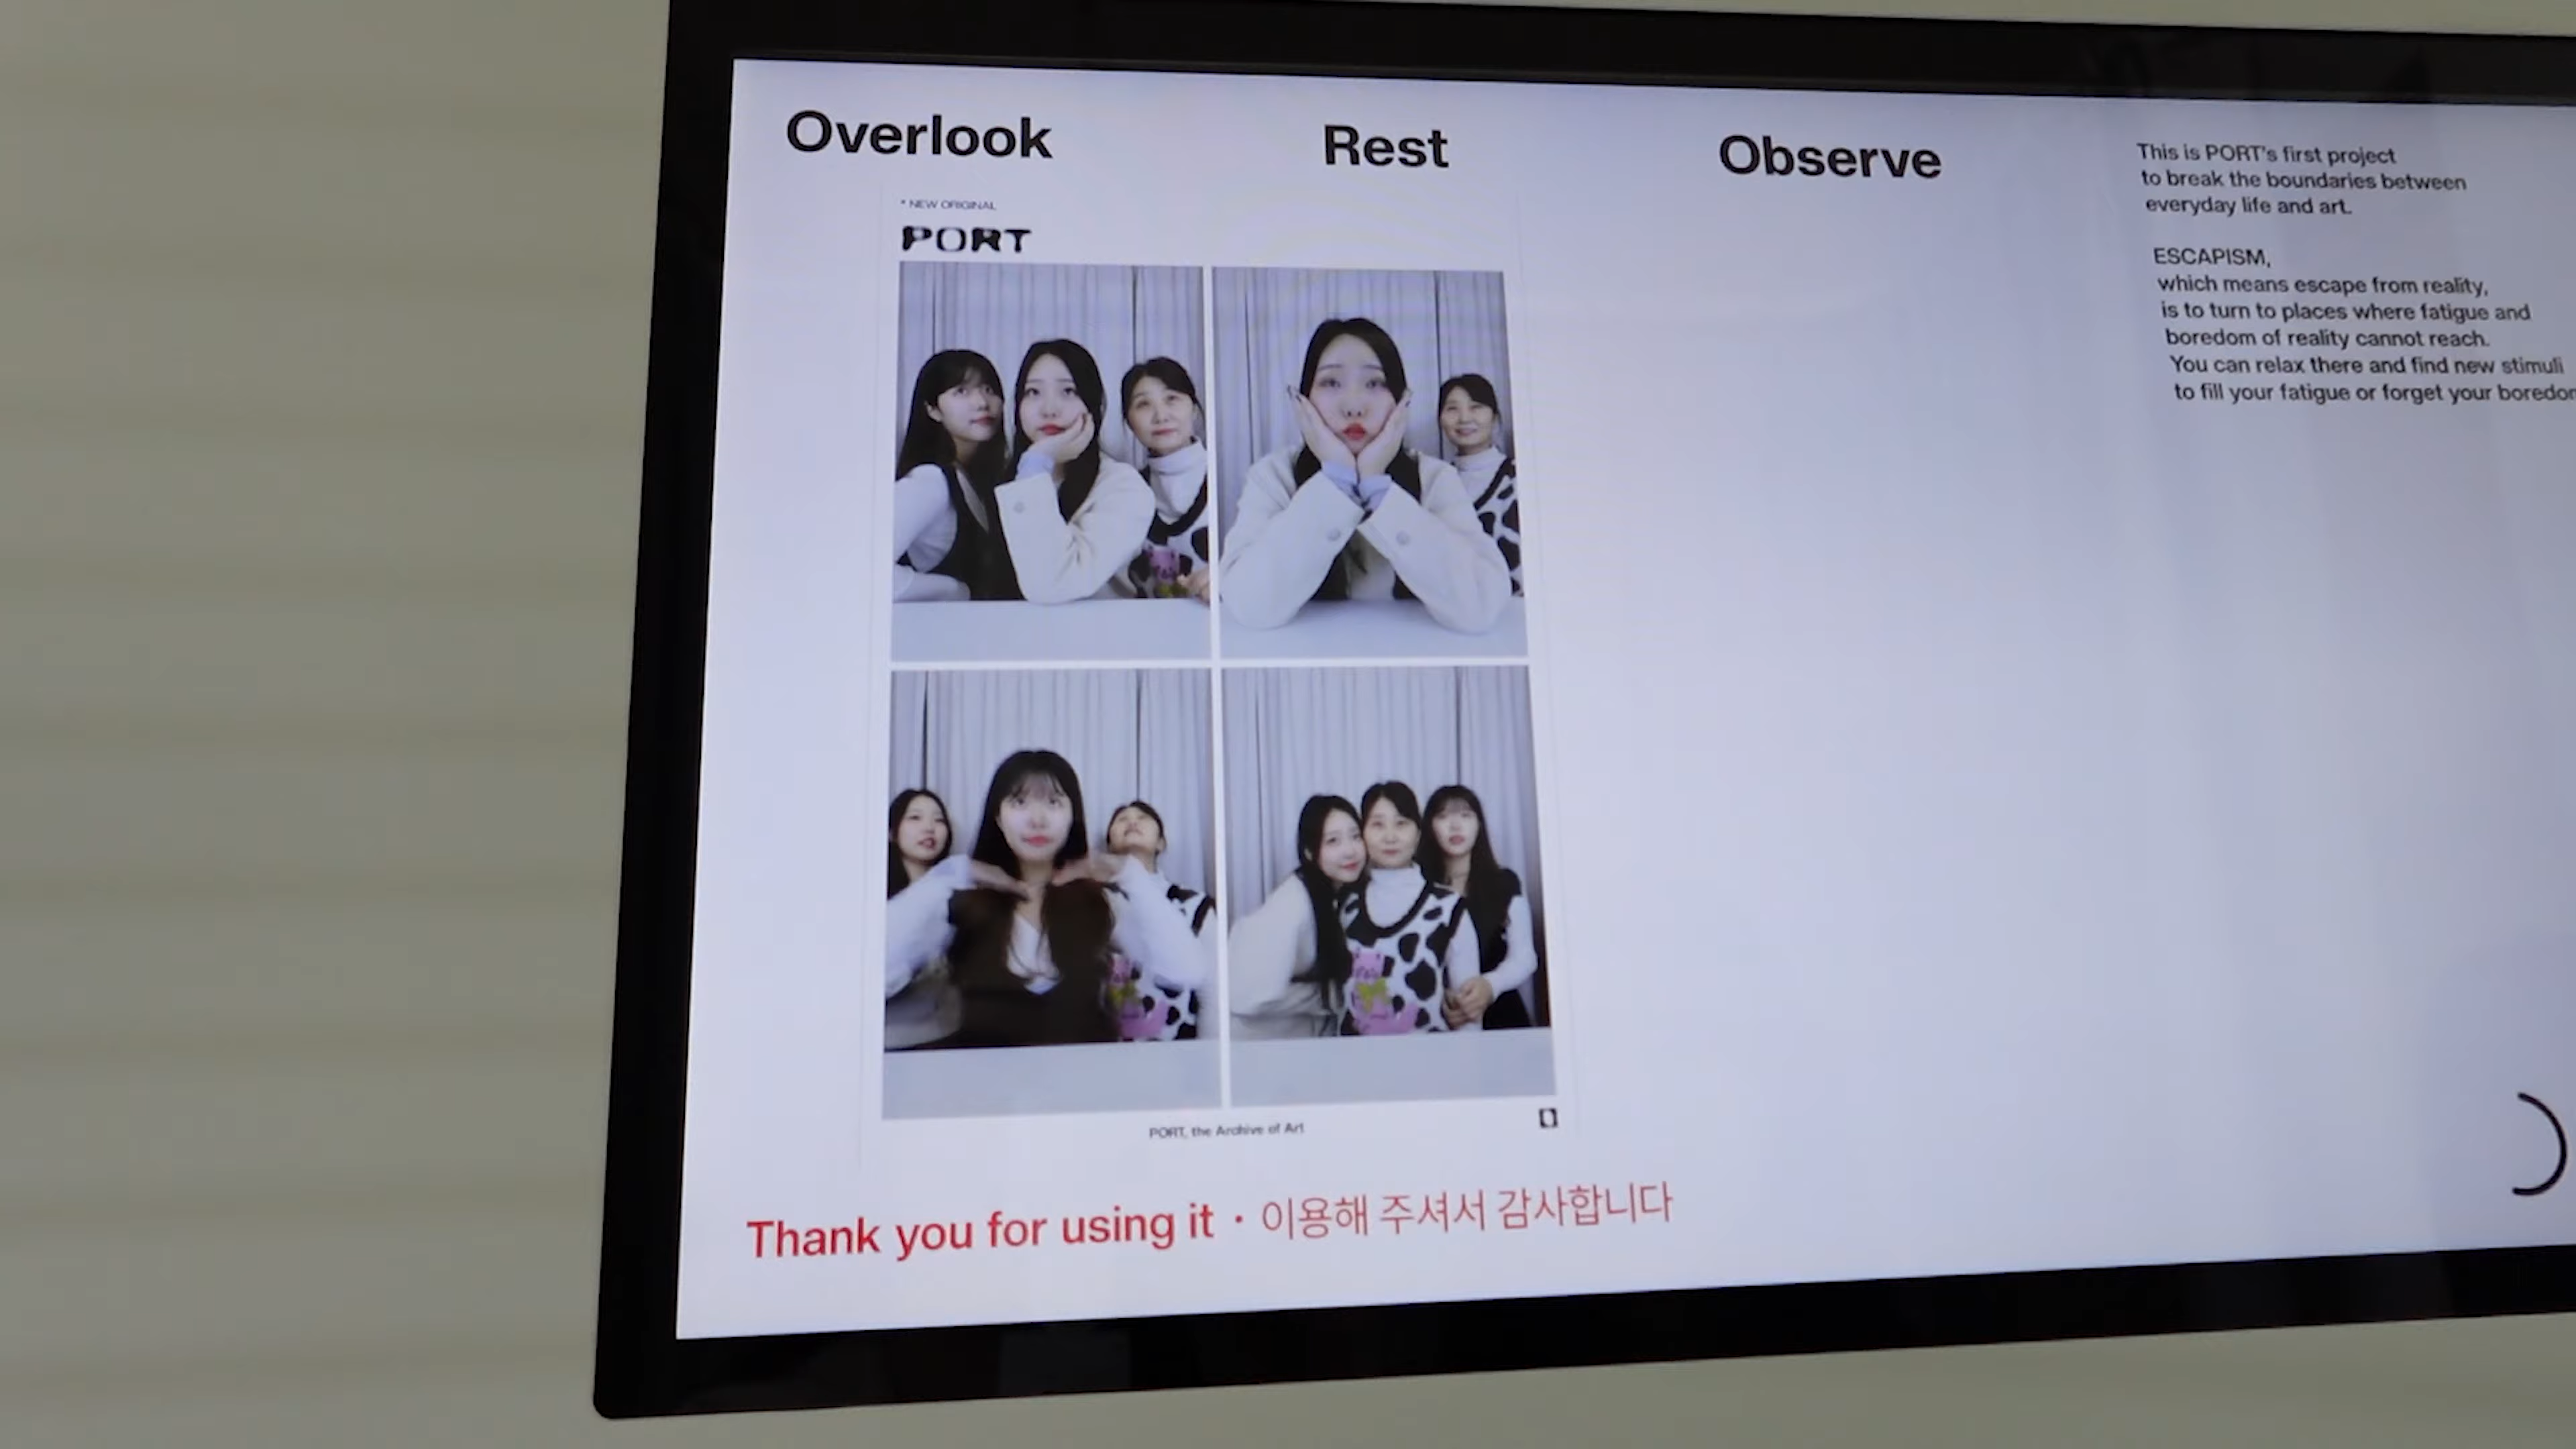 Overlook Rest Observe
* NEW ORIGINAL
PORT
PORT, the Archive of Art
Thank you for using it · 이용해 주셔서 감사합니다
This is PORT's first project
to break the boundaries between
everyday life and art.
ESCAPISM,
which means escape from reality,
is to turn to places where fatigue and
boredom of reality cannot reach.
You can relax there and find new stimuli
to fill your fatigue or forget your boredom